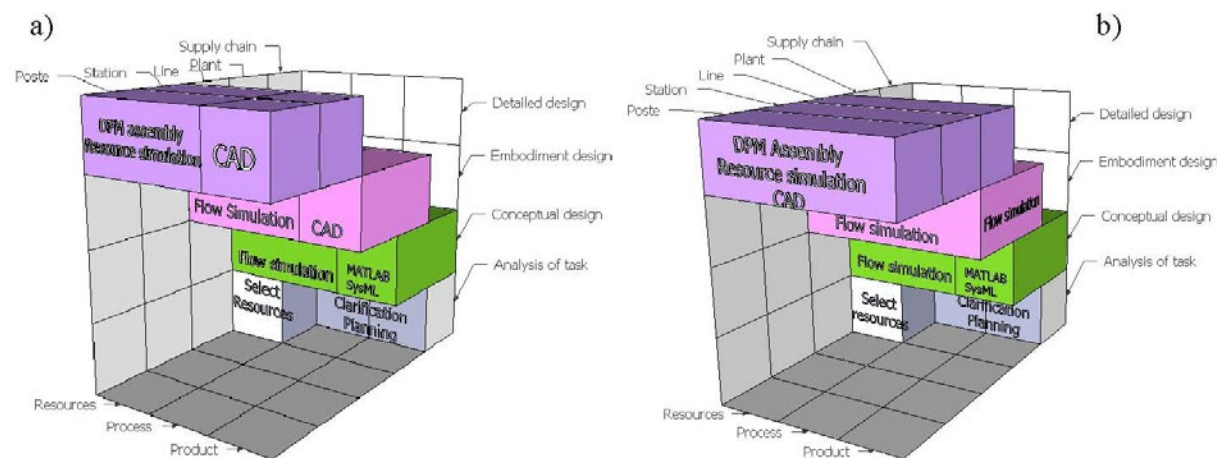 a)
Supply chain
Plant
Line
Station
Poste
Detailed design
Embodiment design
Conceptual design
Analysis of task
DPM assembly
Resource simulation
CAD
Flow Simulation
CAD
Flow simulation
MATLAB
SysML
Select
Resources
Clarification
Planning
Resources
Process
Product
b)
Supply chain
Plant
Line
Station
Poste
Detailed design
Embodiment design
Conceptual design
Analysis of task
DPM Assembly
Resource simulation
CAD
Flow simulation
Flow simulation
Flow simulation
MATLAB
SysML
Select
resources
Clarification
Planning
Resources
Process
Product